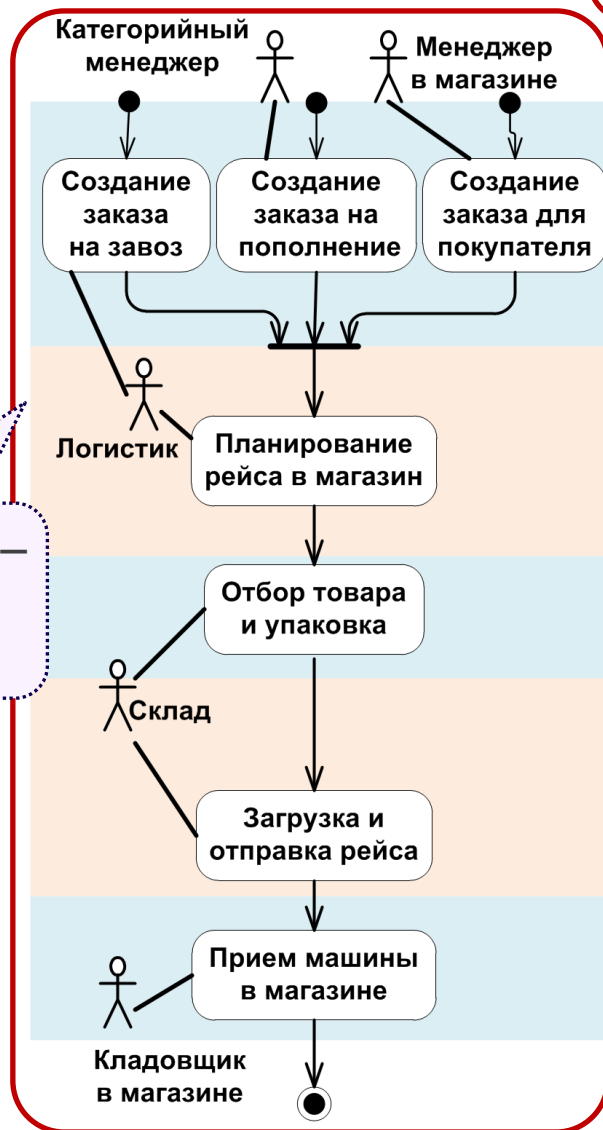 Категорийный
менеджер
Менеджер
в магазине
Создание
заказа
на завоз
Создание
заказа на
пополнение
Создание
заказа для
покупателя
Логистик
Планирование
рейса в магазин
Отбор товара
и упаковка
Склад
Загрузка и
отправка рейса
Прием машины
в магазине
Кладовщик
в магазине